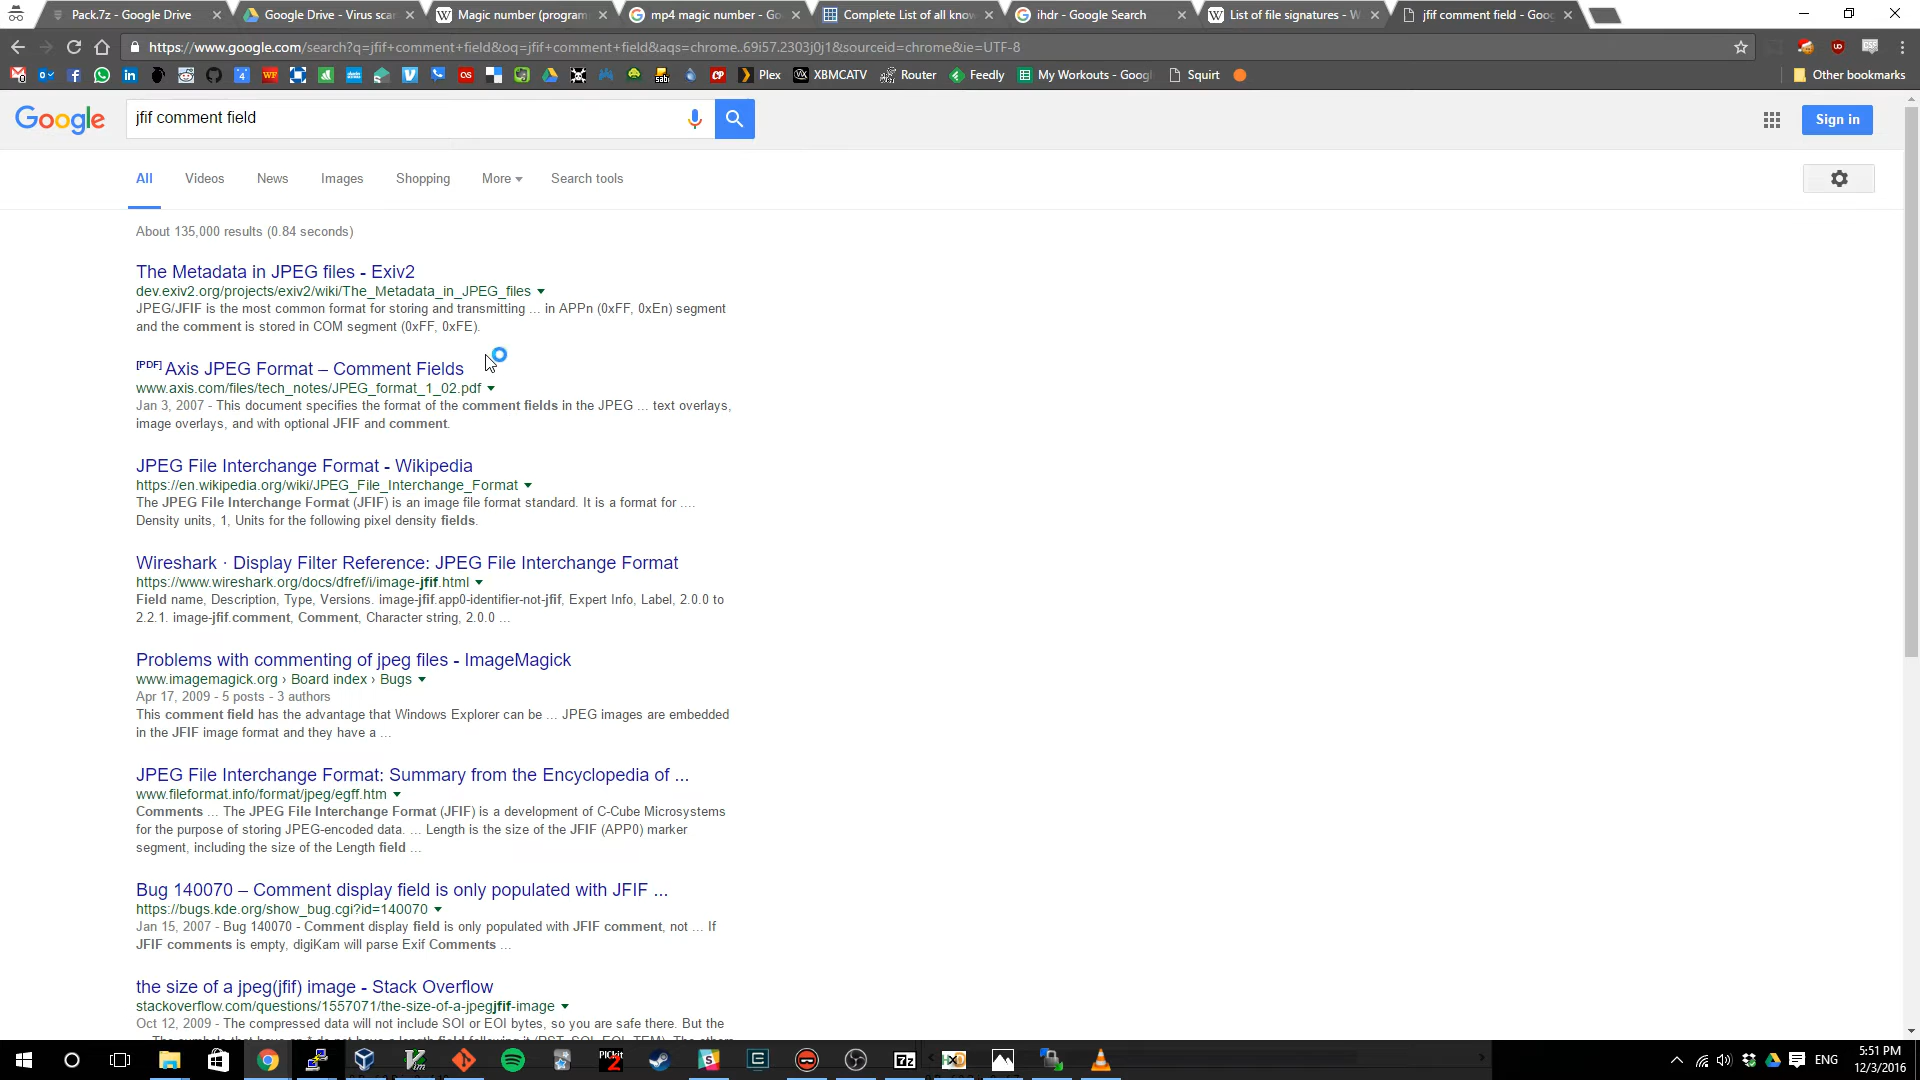 Pack.7z - Google Drive
Google Drive - Virus scan
Magic number (program
mp4 magic number - Go
Complete List of all know
ihdr - Google Search
List of file signatures - W
jfif comment field - Goog
https://www.google.com/search?q=jfif+comment+field&oq=jfif+comment+field&aqs=chrome..69i57.2303j0j1&sourceid=chrome&ie=UTF-8
Plex
XBMCATV
Router
Feedly
My Workouts - Googl
Squirt
Other bookmarks
Google
jfif comment field
Sign in
All
Videos
News
Images
Shopping
More
Search tools
About 135,000 results (0.84 seconds)
The Metadata in JPEG files - Exiv2
dev.exiv2.org/projects/exiv2/wiki/The_Metadata_in_JPEG_files
JPEG/JFIF is the most common format for storing and transmitting ... in APPn (0xFF, 0xEn) segment
and the comment is stored in COM segment (0xFF, 0xFE).
[PDF] Axis JPEG Format – Comment Fields
www.axis.com/files/tech_notes/JPEG_format_1_02.pdf
Jan 3, 2007 - This document specifies the format of the comment fields in the JPEG ... text overlays,
image overlays, and with optional JFIF and comment.
JPEG File Interchange Format - Wikipedia
https://en.wikipedia.org/wiki/JPEG_File_Interchange_Format
The JPEG File Interchange Format (JFIF) is an image file format standard. It is a format for ....
Density units, 1, Units for the following pixel density fields.
Wireshark · Display Filter Reference: JPEG File Interchange Format
https://www.wireshark.org/docs/dfref/i/image-jfif.html
Field name, Description, Type, Versions. image-jfif.app0-identifier-not-jfif, Expert Info, Label, 2.0.0 to
2.2.1. image-jfif.comment, Comment, Character string, 2.0.0 ...
Problems with commenting of jpeg files - ImageMagick
www.imagemagick.org › Board index › Bugs
Apr 17, 2009 - 5 posts - 3 authors
This comment field has the advantage that Windows Explorer can be ... JPEG images are embedded
in the JFIF image format and they have a ...
JPEG File Interchange Format: Summary from the Encyclopedia of ...
www.fileformat.info/format/jpeg/egff.htm
Comments ... The JPEG File Interchange Format (JFIF) is a development of C-Cube Microsystems
for the purpose of storing JPEG-encoded data. ... Length is the size of the JFIF (APP0) marker
segment, including the size of the Length field ...
Bug 140070 – Comment display field is only populated with JFIF ...
https://bugs.kde.org/show_bug.cgi?id=140070
Jan 15, 2007 - Bug 140070 - Comment display field is only populated with JFIF comment, not ... If
JFIF comments is empty, digiKam will parse Exif Comments ...
the size of a jpeg(jfif) image - Stack Overflow
stackoverflow.com/questions/1557071/the-size-of-a-jpegjfif-image
Oct 12, 2009 - The compressed data will not include SOI or EOI bytes, so you are safe there. But the
ENG
5:51 PM
12/3/2016